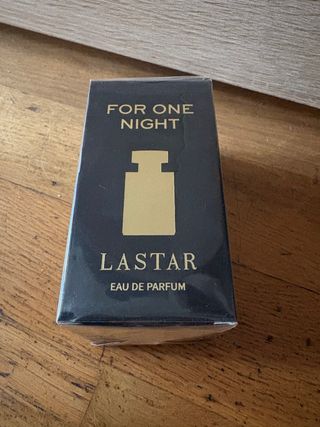 FOR ONE
NIGHT
LASTAR
EAU DE PARFUM